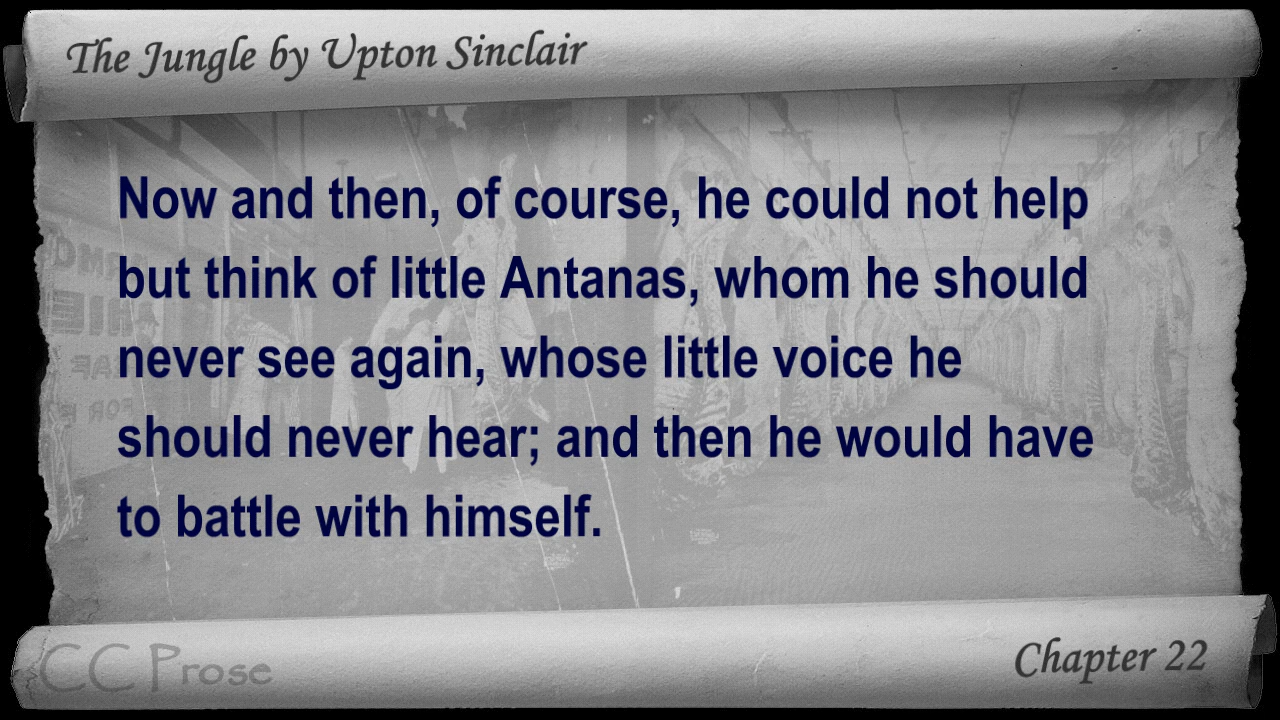 The Jungle by Upton Sinclair
Now and then, of course, he could not help
but think of little Antanas, whom he should
never see again, whose little voice he
should never hear; and then he would have
to battle with himself.
CC Prose
Chapter 22